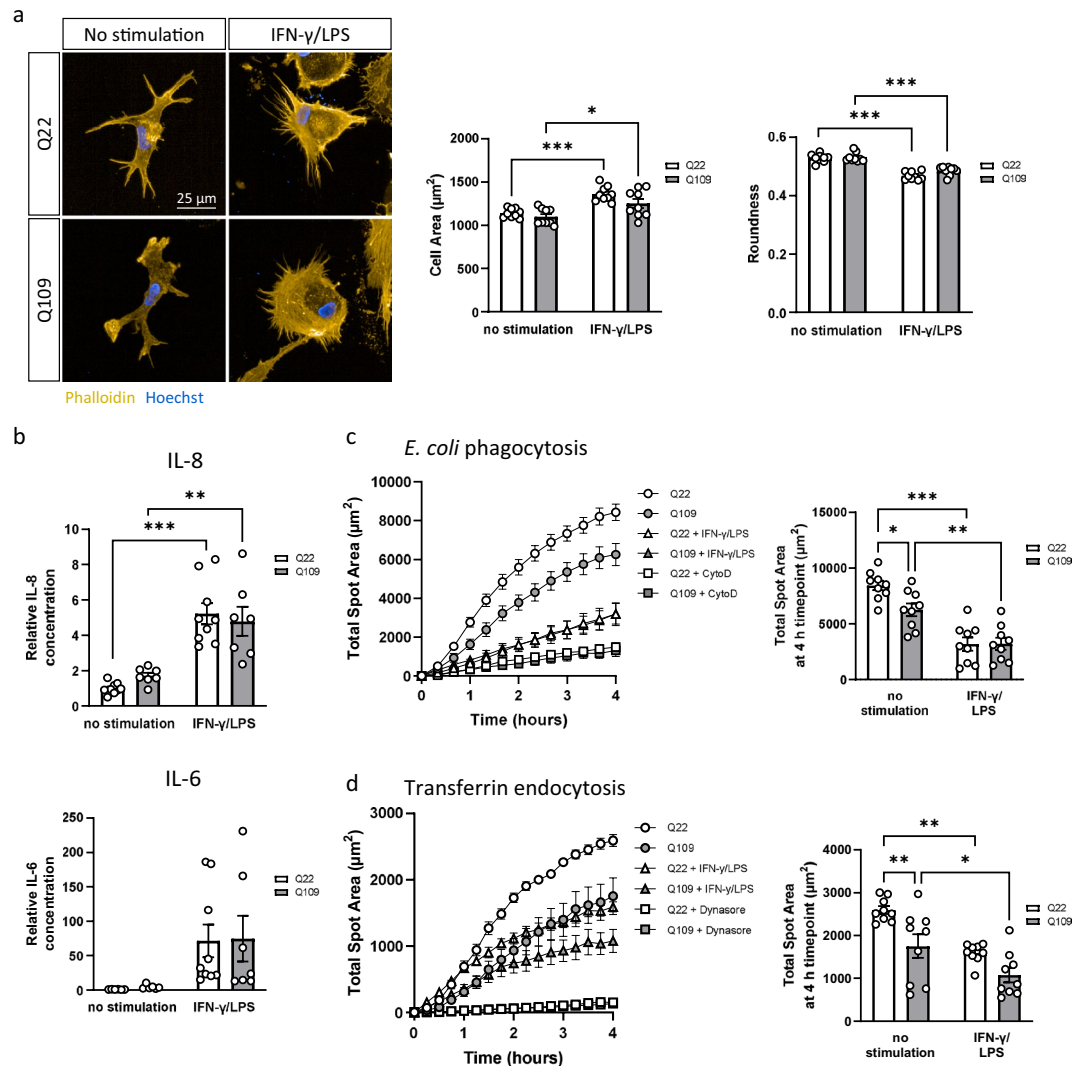 a
No stimulation
IFN-γ/LPS
Q22
Q109
25 µm
Phalloidin Hoechst
Cell Area (µm²)
2000
1500
1000
500
0
***
*
no stimulation
IFN-γ/LPS
Q22
Q109
Roundness
0.6
0.4
0.2
0.0
***
***
no stimulation
IFN-γ/LPS
Q22
Q109
b
IL-8
Relative IL-8
concentration
10
8
6
4
2
0
**
***
no stimulation
IFN-γ/LPS
Q22
Q109
IL-6
Relative IL-6
concentration
250
200
150
100
50
0
no stimulation
IFN-γ/LPS
Q22
Q109
c
E. coli phagocytosis
Total Spot Area (µm²)
10000
8000
6000
4000
2000
0
0 1 2 3 4
Time (hours)
Q22
Q109
Q22 + IFN-γ/LPS
Q109 + IFN-γ/LPS
Q22 + CytoD
Q109 + CytoD
Total Spot Area
at 4 h timepoint (µm²)
15000
10000
5000
0
***
*
**
no
stimulation
IFN-γ/
LPS
Q22
Q109
d
Transferrin endocytosis
Total Spot Area (µm²)
3000
2000
1000
0
0 1 2 3 4
Time (hours)
Q22
Q109
Q22 + IFN-γ/LPS
Q109 + IFN-γ/LPS
Q22 + Dynasore
Q109 + Dynasore
Total Spot Area
at 4 h timepoint (µm²)
4000
3000
2000
1000
0
**
**
*
no
stimulation
IFN-γ/
LPS
Q22
Q109